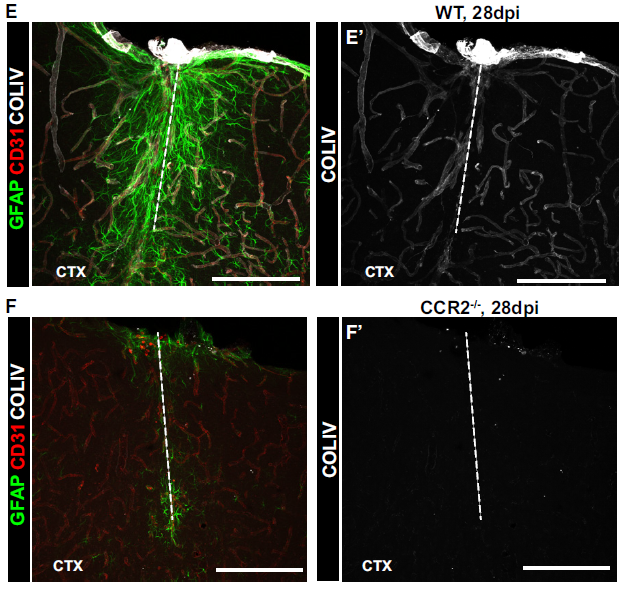 E
WT, 28dpi
GFAP CD31 COLIV
CTX
E’
COLIV
CTX
F
CCR2-/-, 28dpi
GFAP CD31 COLIV
CTX
F’
COLIV
CTX